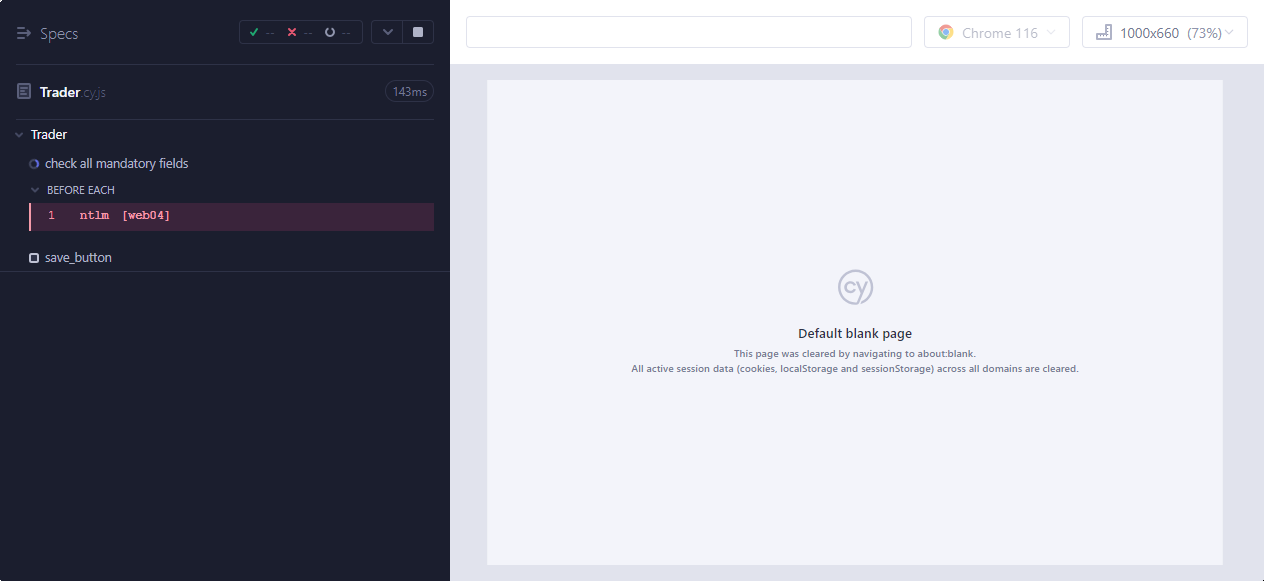 Specs
-- -- --
Trader.cy.js
143ms
Trader
check all mandatory fields
BEFORE EACH
1 ntlm [web04]
save_button
Chrome 116
1000x660 (73%)
cy
Default blank page
This page was cleared by navigating to about:blank.
All active session data (cookies, localStorage and sessionStorage) across all domains are cleared.